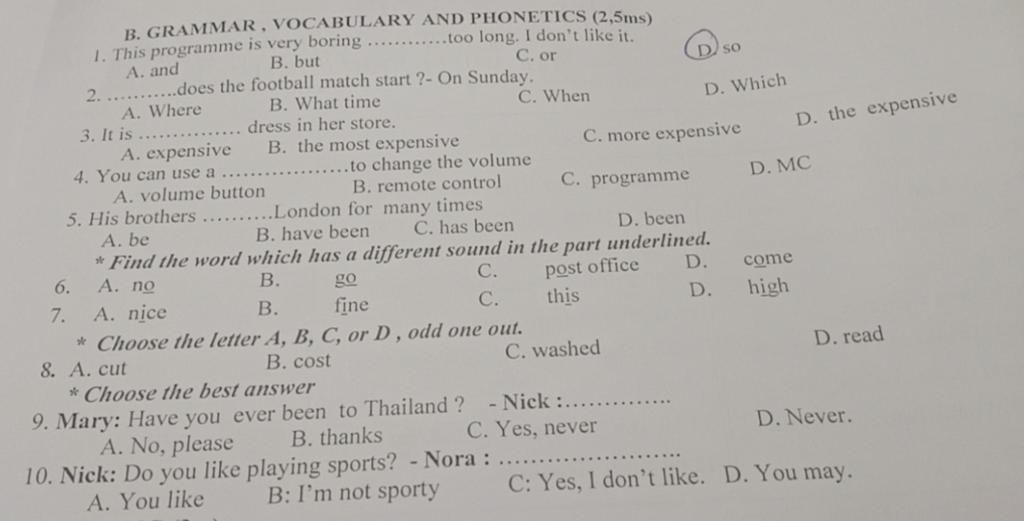 B. GRAMMAR , VOCABULARY AND PHONETICS (2,5ms)
1. This programme is very boring ............too long. I don't like it.
A. and B. but C. or D. so
2. ...........does the football match start ?- On Sunday.
A. Where B. What time C. When D. Which
3. It is ............... dress in her store.
A. expensive B. the most expensive C. more expensive D. the expensive
4. You can use a ..................to change the volume
A. volume button B. remote control C. programme D. MC
5. His brothers ..........London for many times
A. be B. have been C. has been D. been
* Find the word which has a different sound in the part underlined.
6. A. no B. go C. post office D. come
7. A. nice B. fine C. this D. high
* Choose the letter A, B, C, or D , odd one out.
8. A. cut B. cost C. washed D. read
* Choose the best answer
9. Mary: Have you ever been to Thailand ? - Nick :..............
A. No, please B. thanks C. Yes, never D. Never.
10. Nick: Do you like playing sports? - Nora : ........................
A. You like B: I'm not sporty C: Yes, I don't like. D. You may.